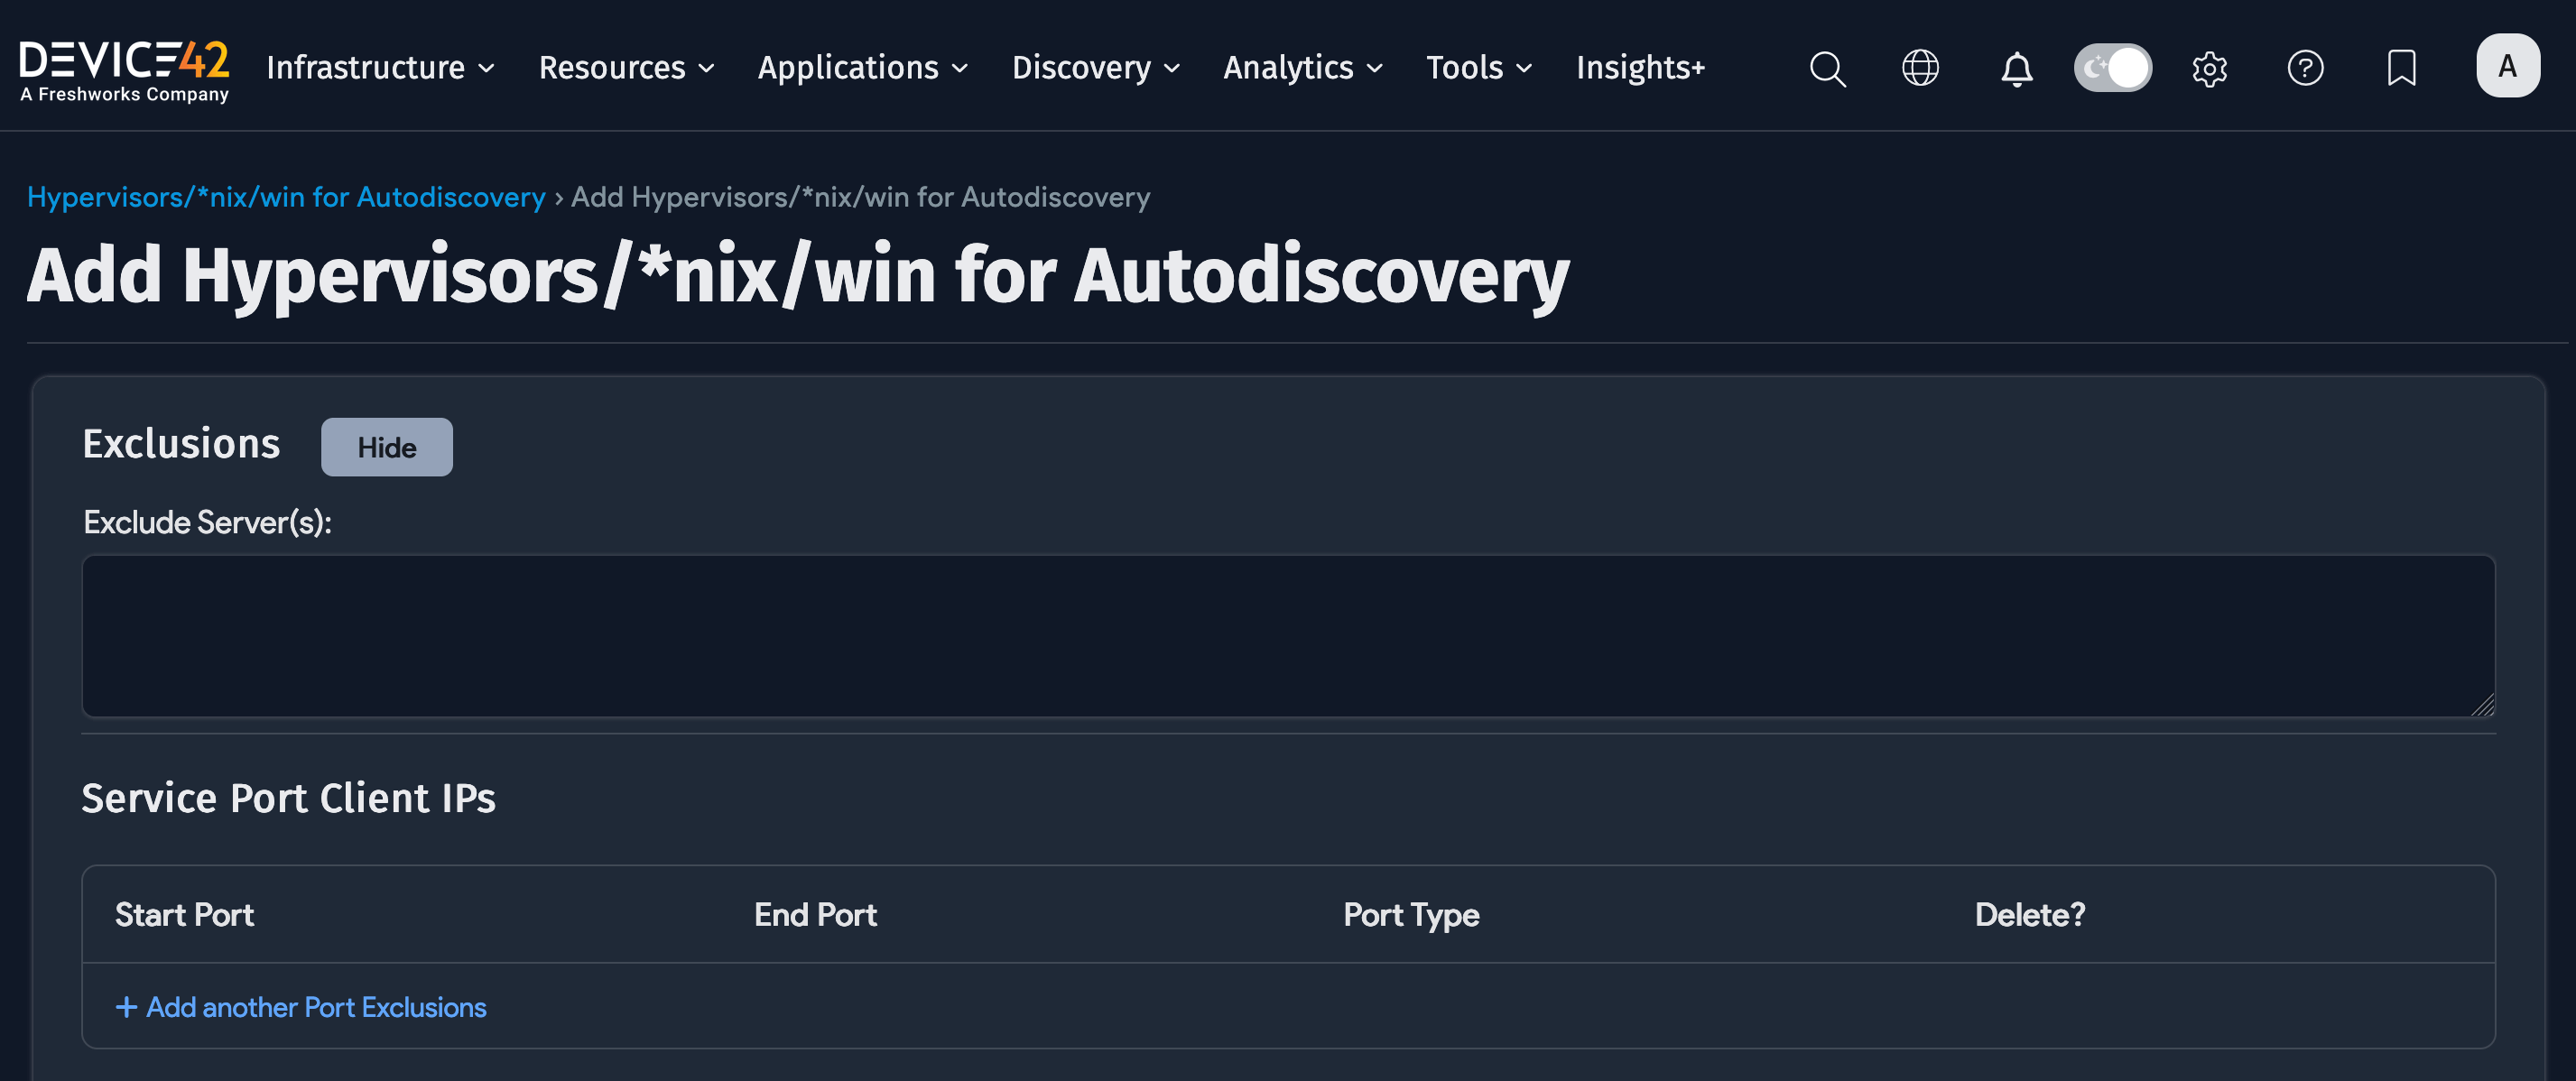 DEVICE42
A Freshworks Company
Infrastructure Resources Applications Discovery Analytics Tools Insights+ A
Hypervisors/*nix/win for Autodiscovery › Add Hypervisors/*nix/win for Autodiscovery
Add Hypervisors/*nix/win for Autodiscovery
Exclusions Hide
Exclude Server(s):
Service Port Client IPs
Start Port End Port Port Type Delete?
+ Add another Port Exclusions